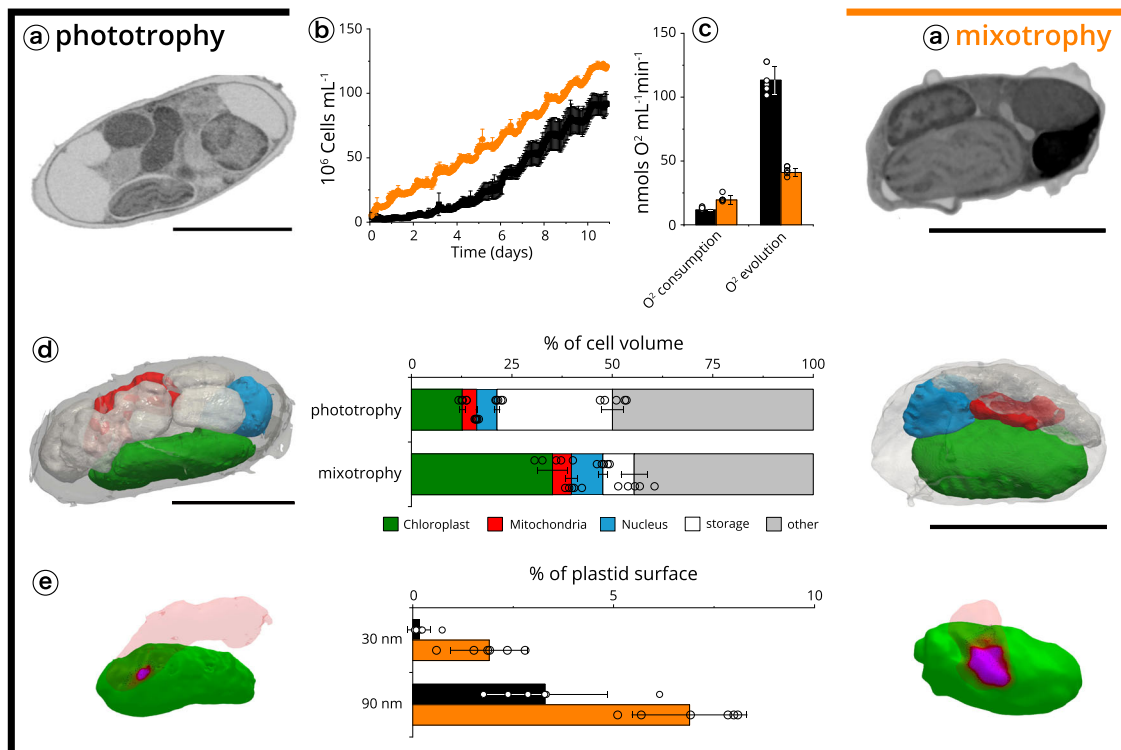 a phototrophy
b
c
a mixotrophy
150
100
50
0
10⁶ Cells mL⁻¹
0 2 4 6 8 10
Time (days)
150
100
50
0
nmols O² mL⁻¹min⁻¹
O² consumption
O² evolution
d
% of cell volume
0 25 50 75 100
phototrophy
mixotrophy
Chloroplast Mitochondria Nucleus storage other
e
% of plastid surface
0 5 10
30 nm
90 nm